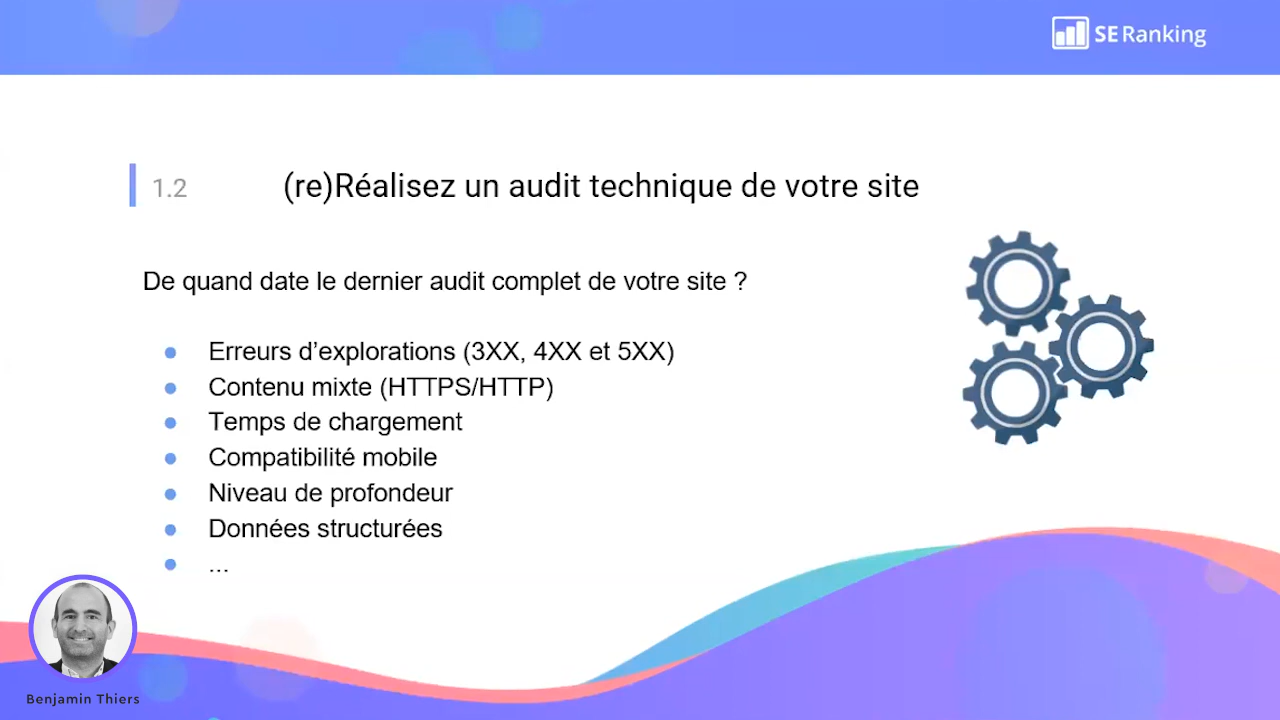 SE Ranking
1.2 (re)Réalisez un audit technique de votre site
De quand date le dernier audit complet de votre site ?
● Erreurs d’explorations (3XX, 4XX et 5XX)
● Contenu mixte (HTTPS/HTTP)
● Temps de chargement
● Compatibilité mobile
● Niveau de profondeur
● Données structurées
● ...
Benjamin Thiers